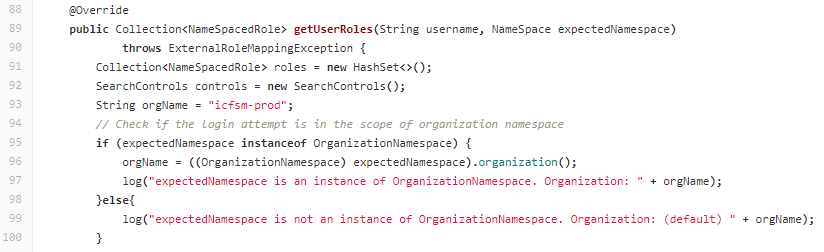 88 @Override
89 public Collection<NameSpacedRole> getUserRoles(String username, NameSpace expectedNamespace)
90 throws ExternalRoleMappingException {
91 Collection<NameSpacedRole> roles = new HashSet<>();
92 SearchControls controls = new SearchControls();
93 String orgName = "icfsm-prod";
94 // Check if the login attempt is in the scope of organization namespace
95 if (expectedNamespace instanceof OrganizationNamespace) {
96 orgName = ((OrganizationNamespace) expectedNamespace).organization();
97 log("expectedNamespace is an instance of OrganizationNamespace. Organization: " + orgName);
98 }else{
99 log("expectedNamespace is not an instance of OrganizationNamespace. Organization: (default) " + orgName);
100 }